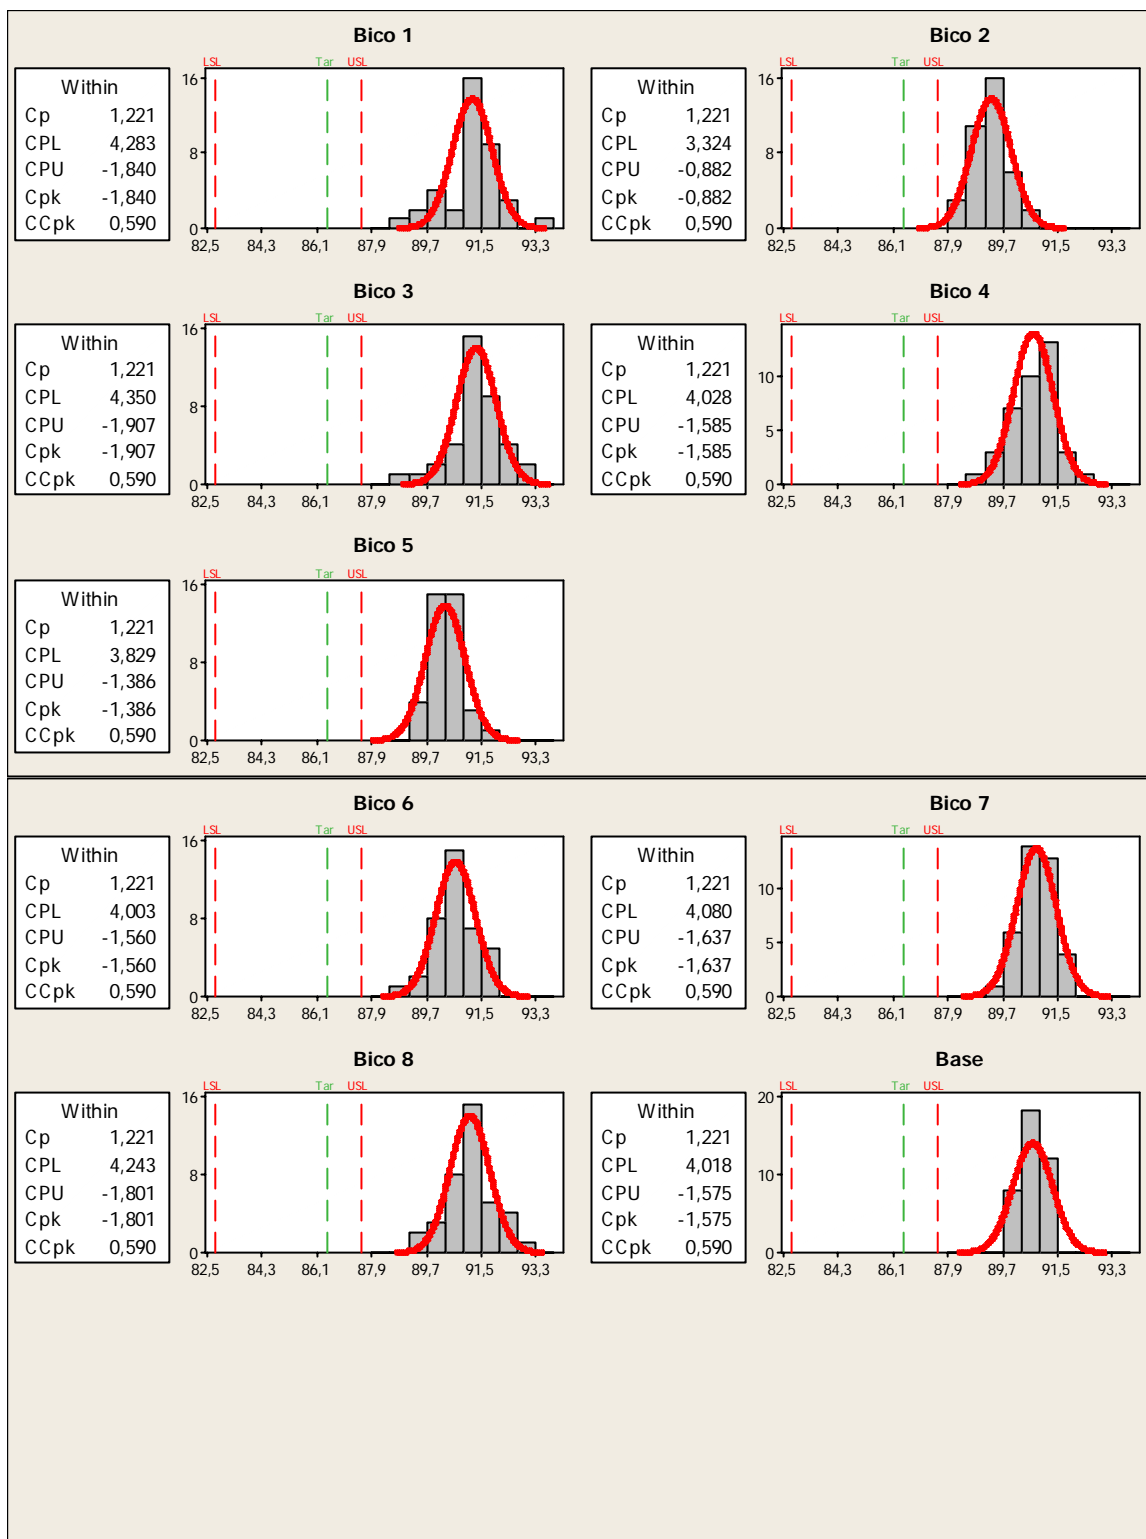 Bico 1
LSL Tar USL
Within
Cp 1,221
CPL 4,283
CPU -1,840
Cpk -1,840
CCpk 0,590
16
8
0
82,5 84,3 86,1 87,9 89,7 91,5 93,3
Bico 2
LSL Tar USL
Within
Cp 1,221
CPL 3,324
CPU -0,882
Cpk -0,882
CCpk 0,590
16
8
0
82,5 84,3 86,1 87,9 89,7 91,5 93,3
Bico 3
LSL Tar USL
Within
Cp 1,221
CPL 4,350
CPU -1,907
Cpk -1,907
CCpk 0,590
16
8
0
82,5 84,3 86,1 87,9 89,7 91,5 93,3
Bico 4
LSL Tar USL
Within
Cp 1,221
CPL 4,028
CPU -1,585
Cpk -1,585
CCpk 0,590
10
5
0
82,5 84,3 86,1 87,9 89,7 91,5 93,3
Bico 5
LSL Tar USL
Within
Cp 1,221
CPL 3,829
CPU -1,386
Cpk -1,386
CCpk 0,590
16
8
0
82,5 84,3 86,1 87,9 89,7 91,5 93,3
Bico 6
LSL Tar USL
Within
Cp 1,221
CPL 4,003
CPU -1,560
Cpk -1,560
CCpk 0,590
16
8
0
82,5 84,3 86,1 87,9 89,7 91,5 93,3
Bico 7
LSL Tar USL
Within
Cp 1,221
CPL 4,080
CPU -1,637
Cpk -1,637
CCpk 0,590
10
5
0
82,5 84,3 86,1 87,9 89,7 91,5 93,3
Bico 8
LSL Tar USL
Within
Cp 1,221
CPL 4,243
CPU -1,801
Cpk -1,801
CCpk 0,590
16
8
0
82,5 84,3 86,1 87,9 89,7 91,5 93,3
Base
LSL Tar USL
Within
Cp 1,221
CPL 4,018
CPU -1,575
Cpk -1,575
CCpk 0,590
20
10
0
82,5 84,3 86,1 87,9 89,7 91,5 93,3